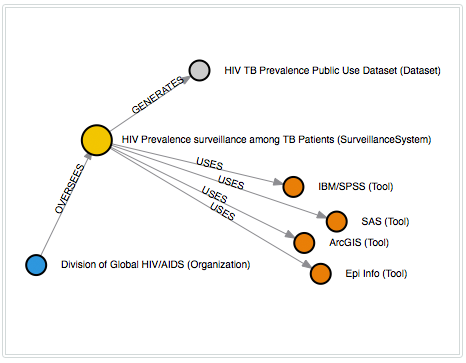 HIV TB Prevalence Public Use Dataset (Dataset)
GENERATES
HIV Prevalence surveillance among TB Patients (SurveillanceSystem)
USES
USES
IBM/SPSS (Tool)
OVERSEES
USES
USES
SAS (Tool)
ArcGIS (Tool)
Division of Global HIV/AIDS (Organization)
Epi Info (Tool)